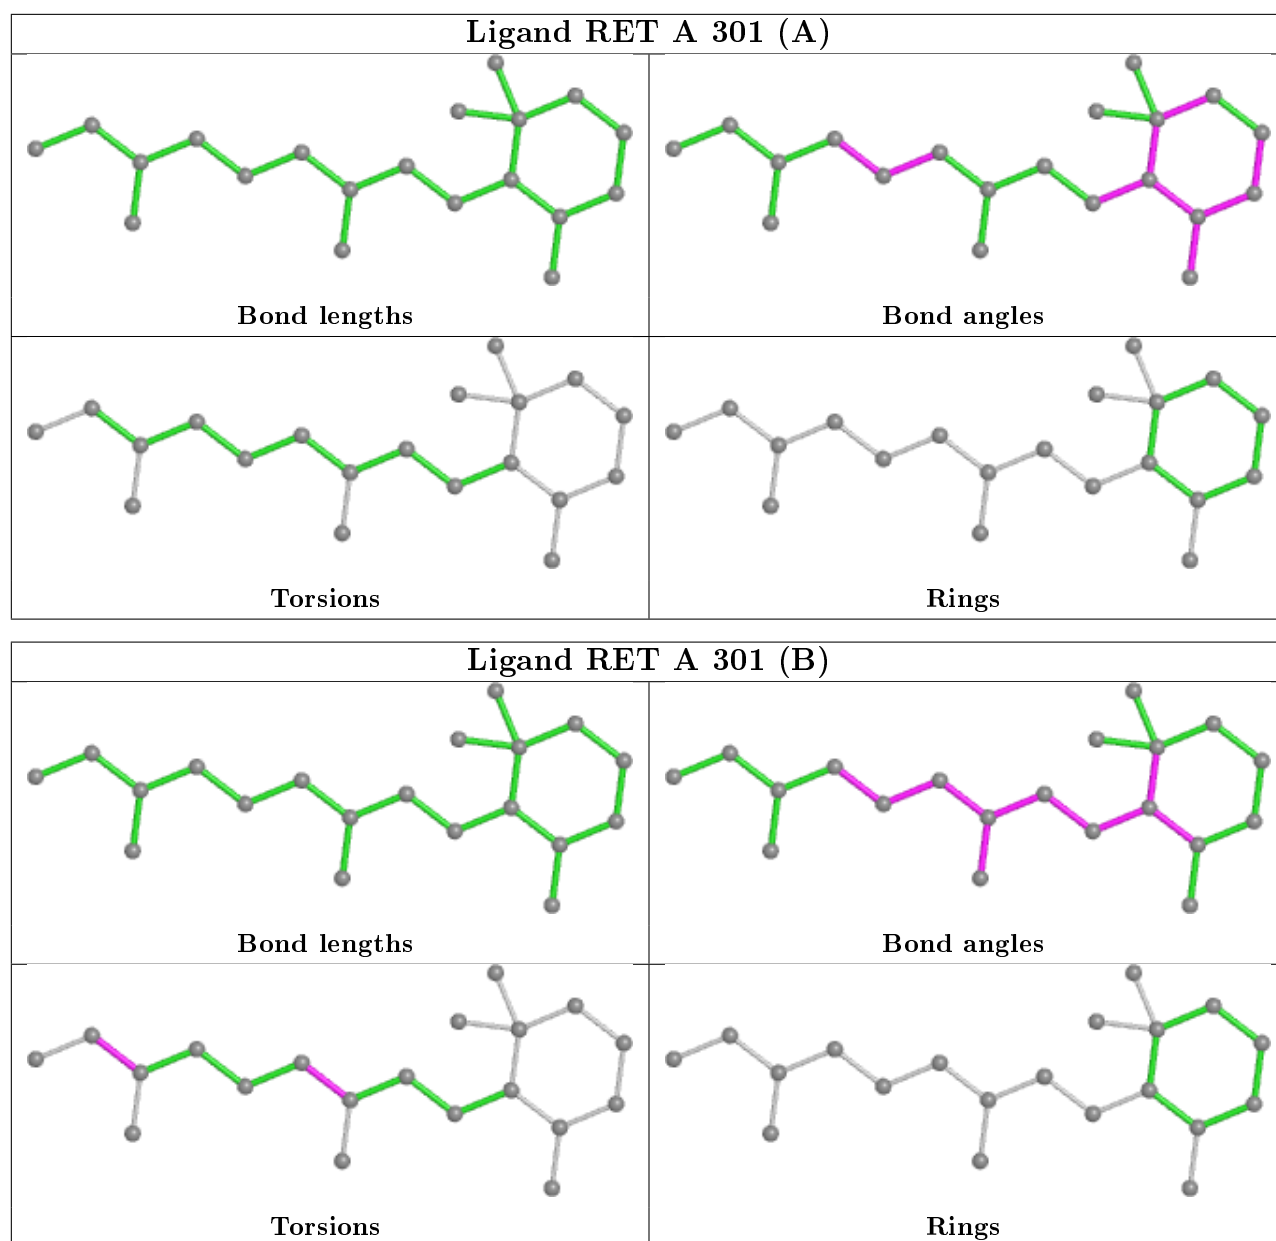 Ligand RET A 301 (A)
Bond lengths
Bond angles
Torsions
Rings
Ligand RET A 301 (B)
Bond lengths
Bond angles
Torsions
Rings